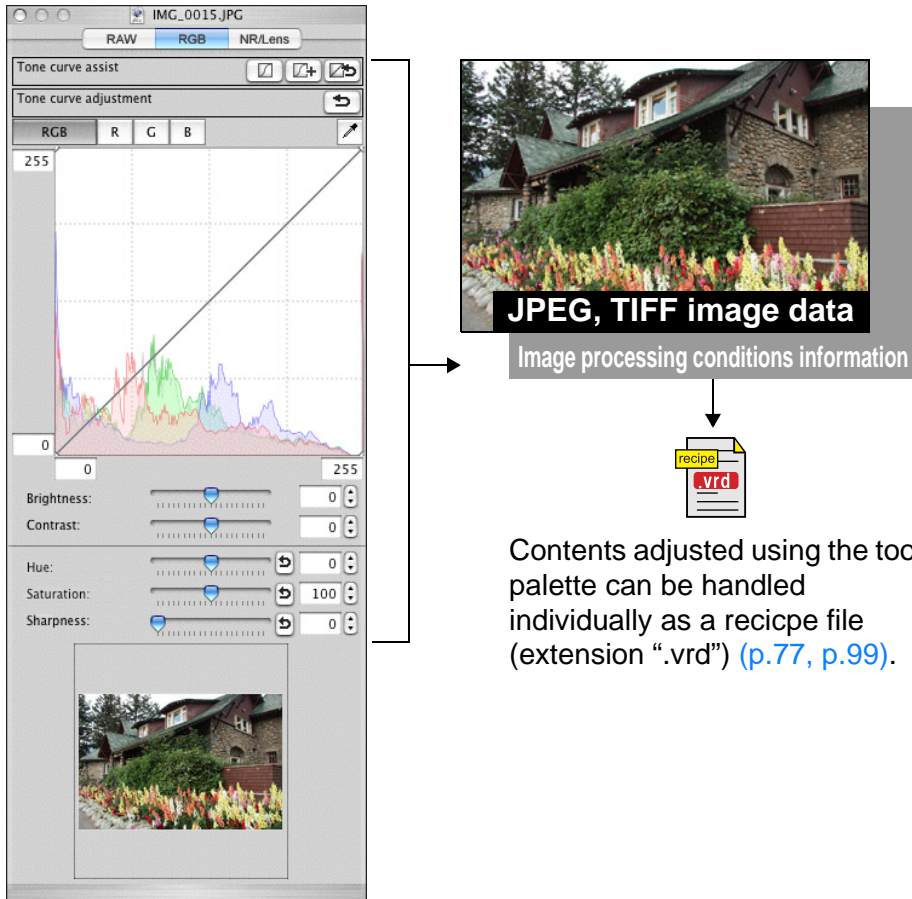 IMG_0015.JPG
RAW RGB NR/Lens
Tone curve assist
Tone curve adjustment
RGB R G B
255
0
0 255
Brightness: 0
Contrast: 0
Hue: 0
Saturation: 100
Sharpness: 0
JPEG, TIFF image data
Image processing conditions information
recipe
.vrd
Contents adjusted using the too
palette can be handled
individually as a recicpe file
(extension “.vrd”) (p.77, p.99).